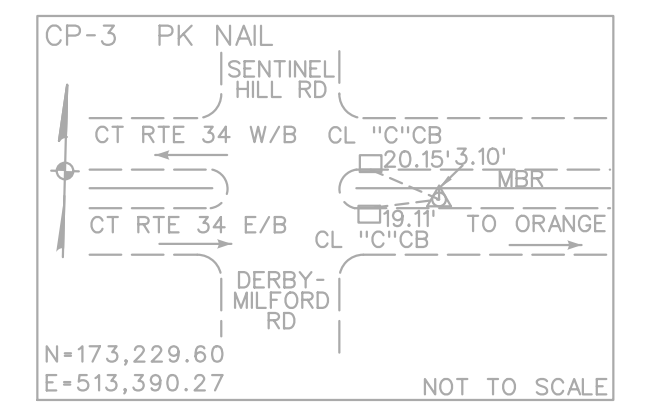 CP-3 PK NAIL
SENTINEL
HILL RD
CT RTE 34 W/B
CL "C"CB
20.15'
3.10'
MBR
CT RTE 34 E/B
19.11'
TO ORANGE
CL "C"CB
DERBY-
MILFORD
RD
N=173,229.60
E=513,390.27
NOT TO SCALE